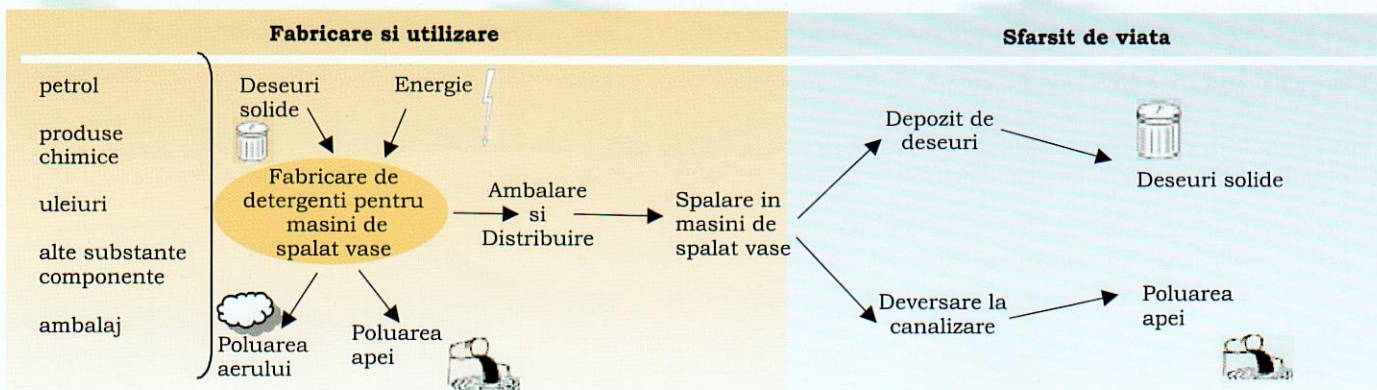 Fabricare si utilizare
Sfarsit de viata
petrol
produse
chimice
uleiuri
alte substante
componente
ambalaj
Deseuri
solide
Energie
Fabricare de
detergenti pentru
masini de
spalat vase
Poluarea
aerului
Poluarea
apei
Ambalare
si
Distribuire
Spalare in
masini de
spalat vase
Depozit de
deseuri
Deseuri solide
Deversare la
canalizare
Poluarea
apei